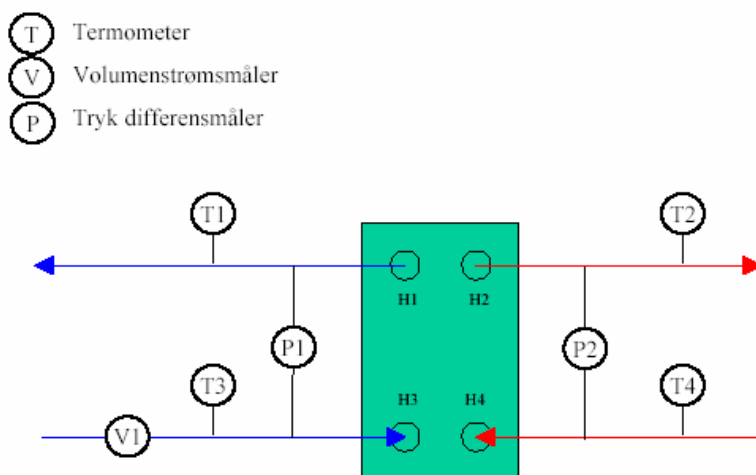 T Termometer
V Volumenstrømsmåler
P Tryk differensmåler
T1 T2
H1 H2
P1 P2
T3 H3 H4 T4
V1